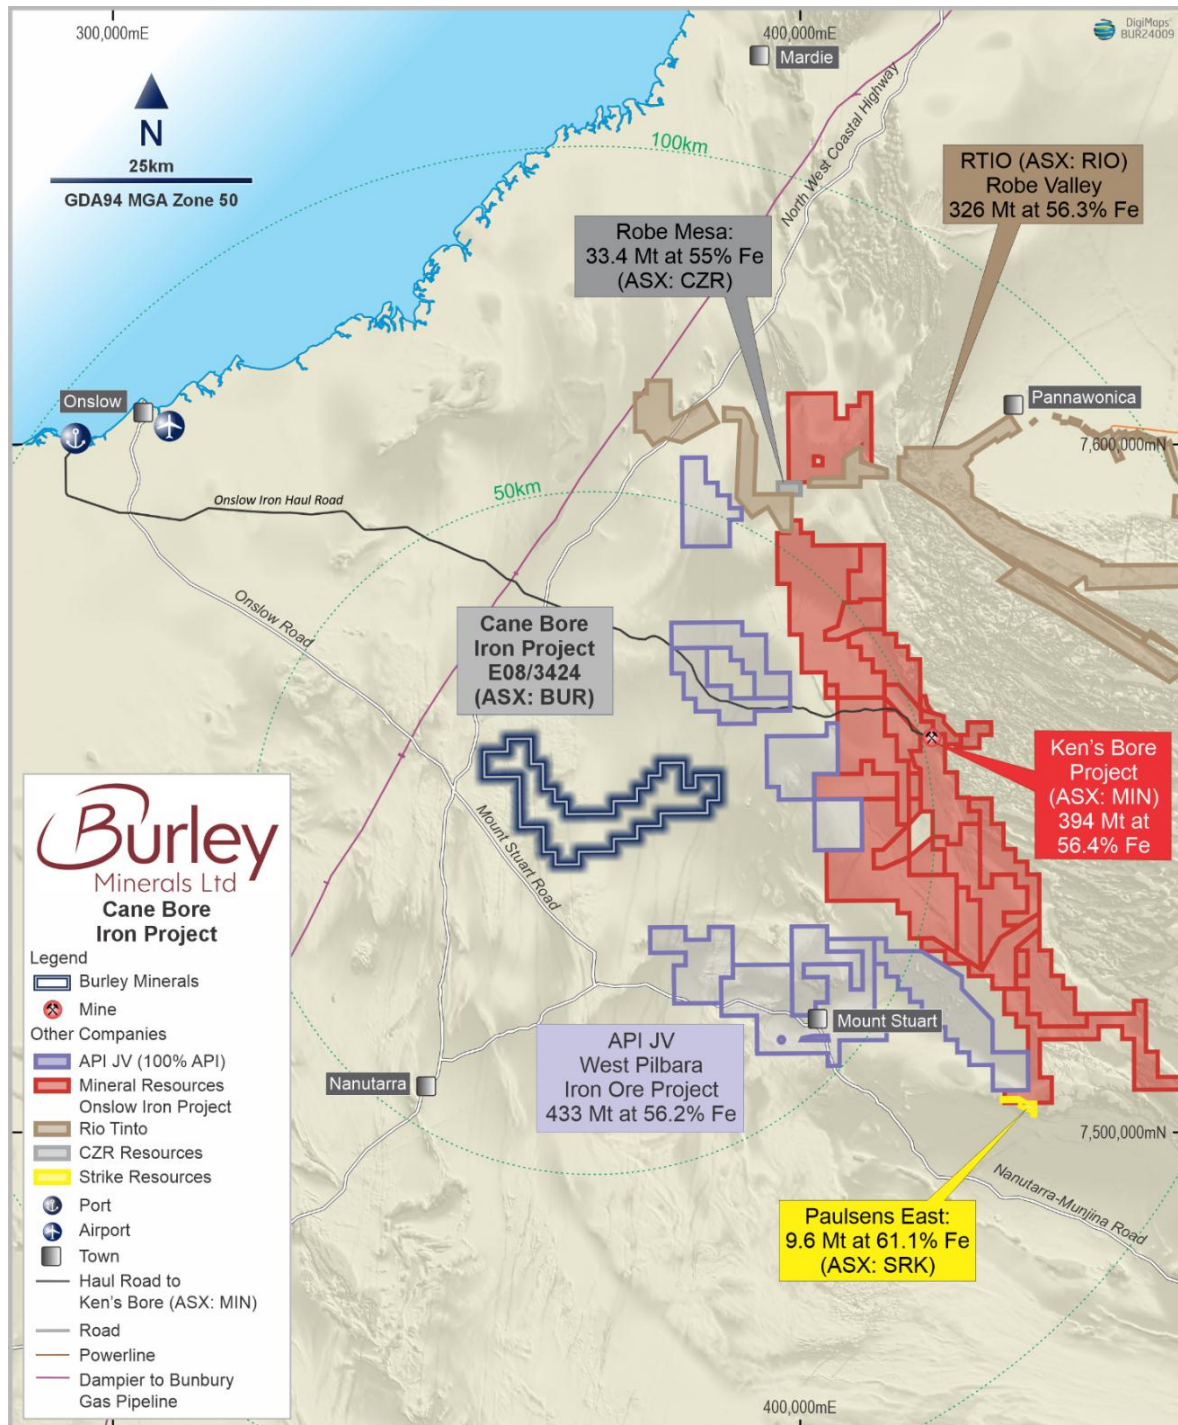 300,000mE
400,000mE
DigiMaps
BUR24009
Mardie
N
25km
GDA94 MGA Zone 50
100km
North West Coastal Highway
RTIO (ASX: RIO)
Robe Valley
326 Mt at 56.3% Fe
Robe Mesa:
33.4 Mt at 55% Fe
(ASX: CZR)
Onslow
Pannawonica
7,600,000mN
50km
Onslow Iron Haul Road
Onslow Road
Cane Bore
Iron Project
E08/3424
(ASX: BUR)
Ken's Bore
Project
(ASX: MIN)
394 Mt at
56.4% Fe
Mount Stuart Road
Mount Stuart
API JV
West Pilbara
Iron Ore Project
433 Mt at 56.2% Fe
Nanutarra
7,500,000mN
Nanutarra-Munjina Road
Paulsens East:
9.6 Mt at 61.1% Fe
(ASX: SRK)
Burley
Minerals Ltd
Cane Bore
Iron Project
Legend
Burley Minerals
Mine
Other Companies
API JV (100% API)
Mineral Resources
Onslow Iron Project
Rio Tinto
CZR Resources
Strike Resources
Port
Airport
Town
Haul Road to
Ken's Bore (ASX: MIN)
Road
Powerline
Dampier to Bunbury
Gas Pipeline
400,000mE